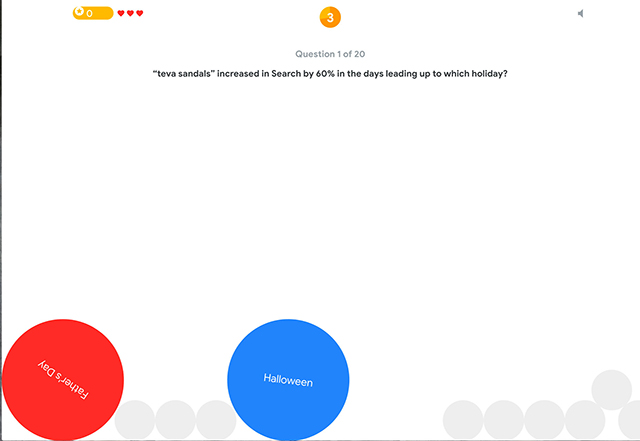 0
3
Question 1 of 20
“teva sandals” increased in Search by 60% in the days leading up to which holiday?
Father's Day
Halloween